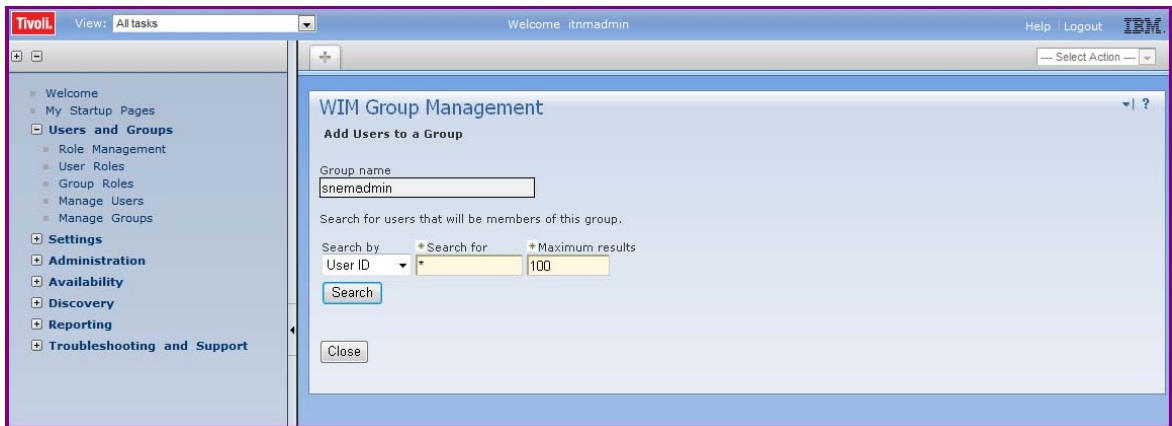 Tivoli. View: All tasks Welcome itnmadmin Help Logout IBM.
--- Select Action ---
Welcome
My Startup Pages
Users and Groups
Role Management
User Roles
Group Roles
Manage Users
Manage Groups
Settings
Administration
Availability
Discovery
Reporting
Troubleshooting and Support
WIM Group Management ?
Add Users to a Group
Group name
snemadmin
Search for users that will be members of this group.
Search by *Search for *Maximum results
User ID * 100
Search
Close